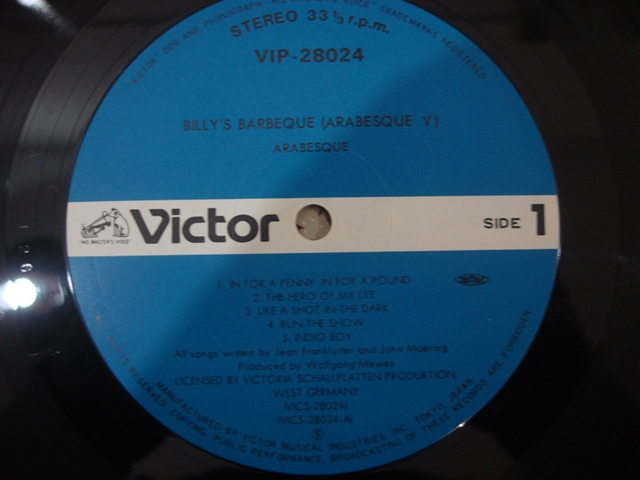 "VICTOR" DOG AND PHONOGRAPH "HIS MASTER'S VOICE" TRADEMARKS REGISTERED
STEREO 33 1/3 r.p.m.
VIP-28024
BILLY'S BARBEQUE (ARABESQUE V)
ARABESQUE
"HIS MASTER'S VOICE"
Victor
SIDE 1
1. IN FOR A PENNY IN FOR A POUND
2. THE HERO OF MY LIFE
3. LIKE A SHOT IN THE DARK
4. RUN THE SHOW
5. INDIO BOY
All songs written by Jean Frankfurter and John Moering
Produced by Wolfgang Mewes
LICENSED BY VICTORIA SCHALLPLATTEN PRODUKTION,
WEST GERMANY
(VICS-28024)
(VICS-28024 A)
MANUFACTURED BY VICTOR MUSICAL INDUSTRIES INC. TOKYO, JAPAN
ALL RIGHTS RESERVED. COPYING, PUBLIC PERFORMANCE, BROADCASTING OF THESE RECORDS ARE FORBIDDEN